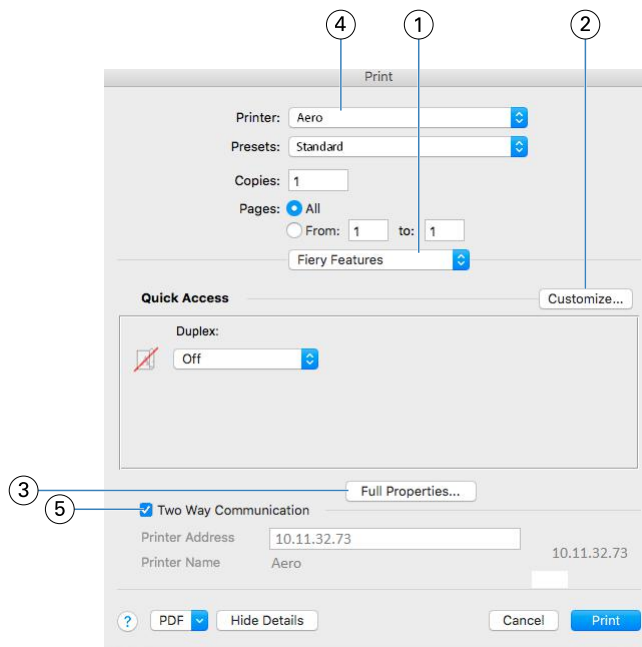 4 1 2
Print
Printer: Aero
Presets: Standard
Copies: 1
Pages: All
From: 1 to: 1
Fiery Features
Quick Access Customize...
Duplex:
Off
3 Full Properties...
5 Two Way Communication
Printer Address 10.11.32.73
10.11.32.73
Printer Name Aero
? PDF Hide Details Cancel Print